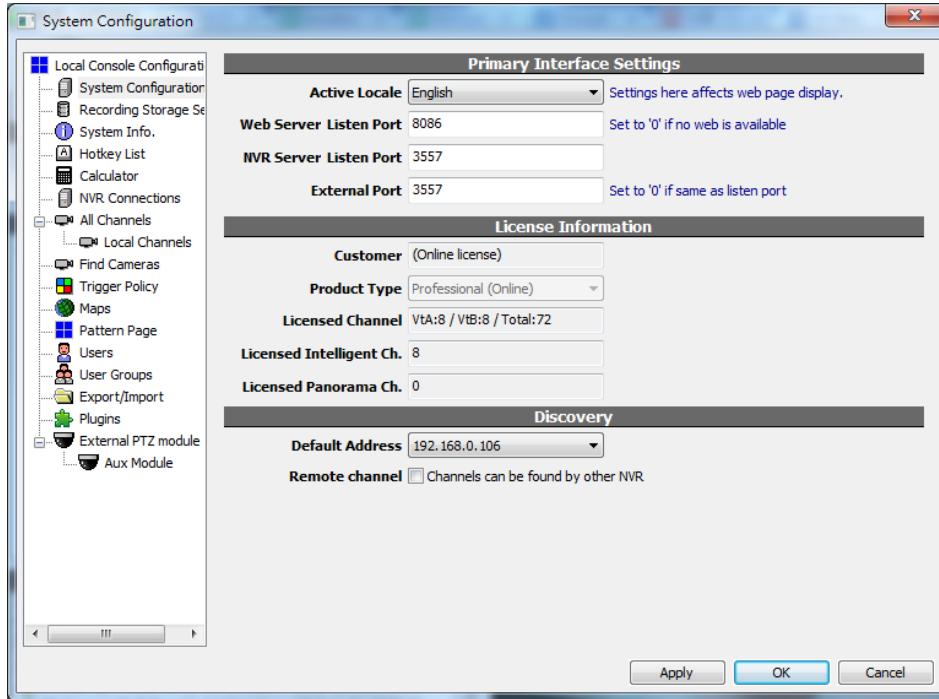 System Configuration
Local Console Configurati
System Configuration
Recording Storage Se
System Info.
Hotkey List
Calculator
NVR Connections
All Channels
Local Channels
Find Cameras
Trigger Policy
Maps
Pattern Page
Users
User Groups
Export/Import
Plugins
External PTZ module
Aux Module
Primary Interface Settings
Active Locale English Settings here affects web page display.
Web Server Listen Port 8086 Set to '0' if no web is available
NVR Server Listen Port 3557
External Port 3557 Set to '0' if same as listen port
License Information
Customer (Online license)
Product Type Professional (Online)
Licensed Channel VtA:8 / VtB:8 / Total:72
Licensed Intelligent Ch. 8
Licensed Panorama Ch. 0
Discovery
Default Address 192.168.0.106
Remote channel Channels can be found by other NVR
Apply OK Cancel